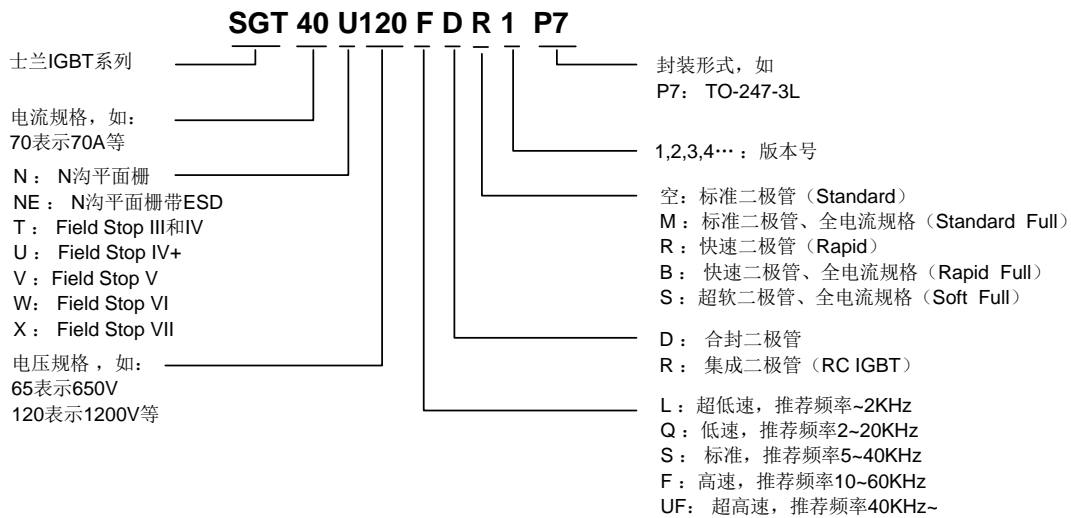 SGT 40 U120 F D R 1 P7
士兰IGBT系列
电流规格，如：
70表示70A等
N： N沟平面栅
NE： N沟平面栅带ESD
T： Field Stop III和IV
U： Field Stop IV+
V：Field Stop V
W： Field Stop VI
X： Field Stop VII
电压规格，如：
65表示650V
120表示1200V等
封装形式，如
P7： TO-247-3L
1,2,3,4…：版本号
空：标准二极管（Standard）
M：标准二极管、全电流规格（Standard Full）
R：快速二极管（Rapid）
B： 快速二极管、全电流规格（Rapid Full）
S：超软二极管、全电流规格（Soft Full）
D： 合封二极管
R： 集成二极管（RC IGBT）
L：超低速，推荐频率~2KHz
Q：低速，推荐频率2~20KHz
S： 标准，推荐频率5~40KHz
F：高速，推荐频率10~60KHz
UF： 超高速，推荐频率40KHz~